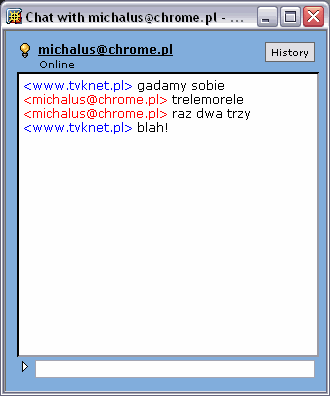 Chat with michalus@chrome.pl - ...
michalus@chrome.pl
History
Online
<www.tvknet.pl> gadamy sobie
<michalus@chrome.pl> trelemorele
<michalus@chrome.pl> raz dwa trzy
<www.tvknet.pl> blah!